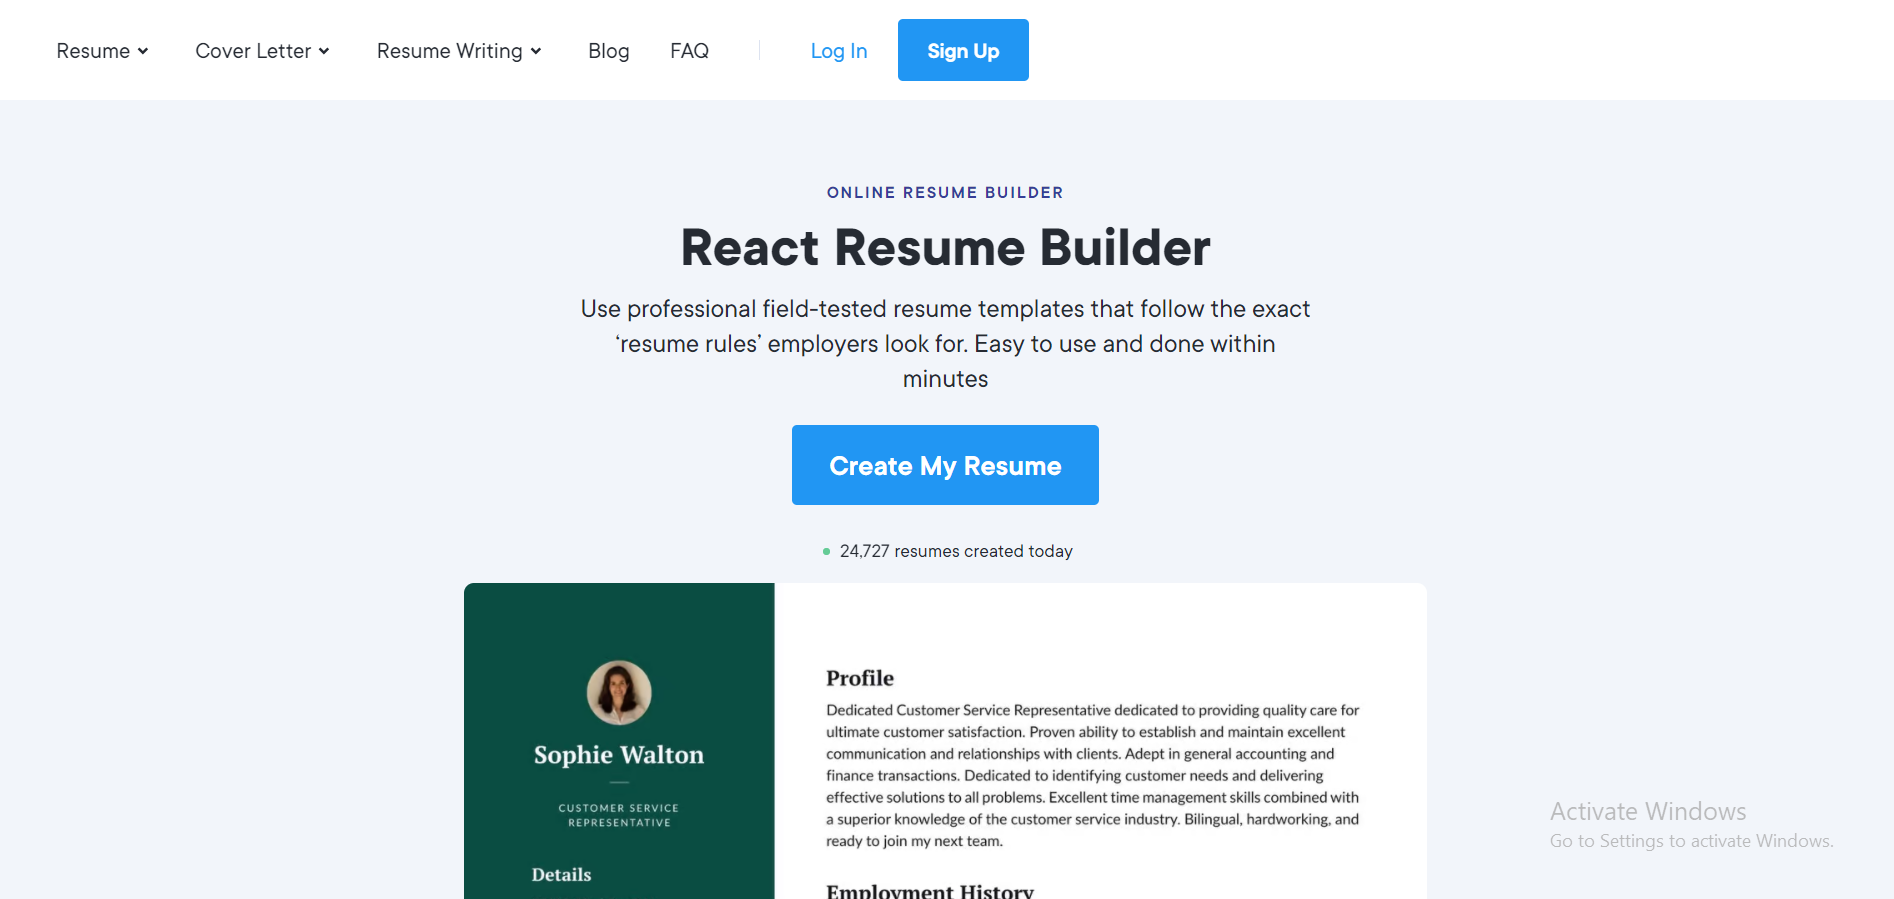 Resume Cover Letter Resume Writing Blog FAQ Log In Sign Up
ONLINE RESUME BUILDER
React Resume Builder
Use professional field-tested resume templates that follow the exact
‘resume rules’ employers look for. Easy to use and done within
minutes
Create My Resume
24,727 resumes created today
Sophie Walton
CUSTOMER SERVICE
REPRESENTATIVE
Details
Profile
Dedicated Customer Service Representative dedicated to providing quality care for
ultimate customer satisfaction. Proven ability to establish and maintain excellent
communication and relationships with clients. Adept in general accounting and
finance transactions. Dedicated to identifying customer needs and delivering
effective solutions to all problems. Excellent time management skills combined with
a superior knowledge of the customer service industry. Bilingual, hardworking, and
ready to join my next team.
Employment History
Activate Windows
Go to Settings to activate Windows.